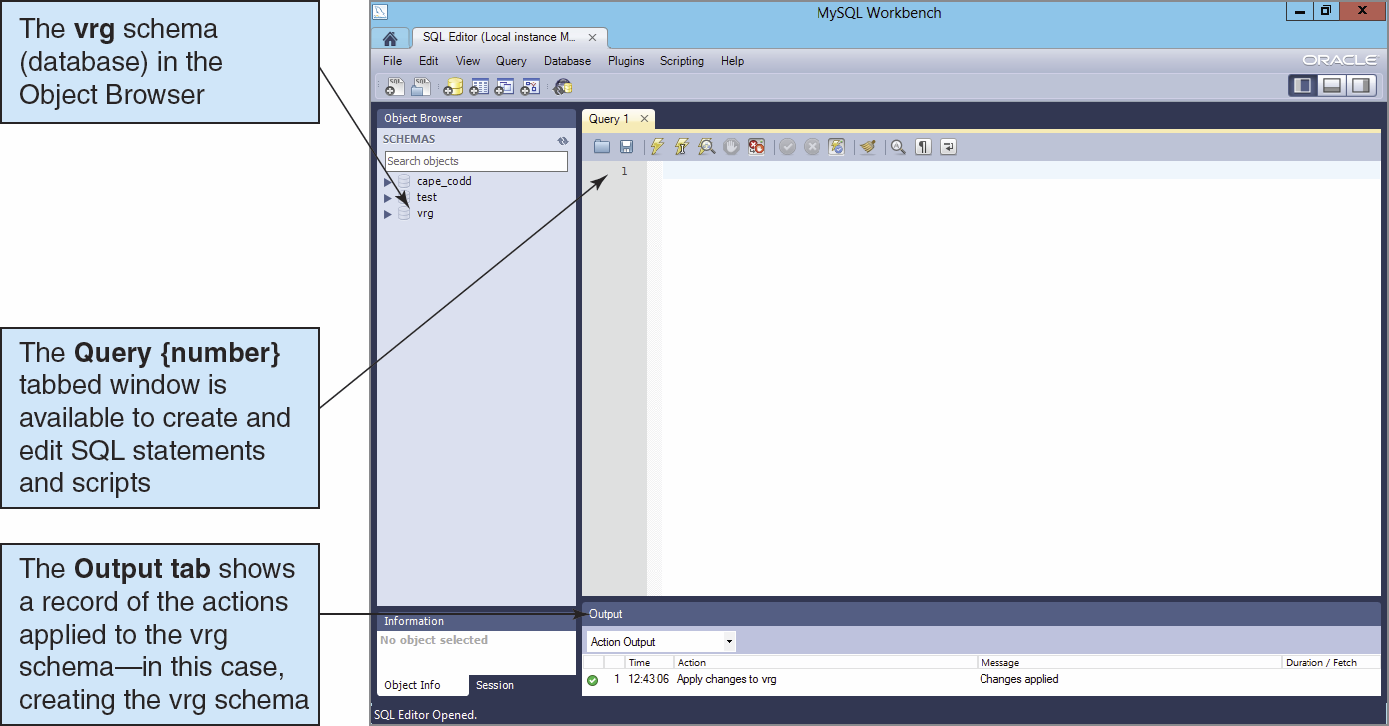 The vrg schema
(database) in the
Object Browser
The Query {number}
tabbed window is
available to create and
edit SQL statements
and scripts
The Output tab shows
a record of the actions
applied to the vrg
schema—in this case,
creating the vrg schema
MySQL Workbench
SQL Editor (Local instance M...
File Edit View Query Database Plugins Scripting Help
ORACLE
Object Browser
SCHEMAS
Search objects
cape_codd
test
vrg
Query 1
1
Information
No object selected
Object Info Session
Output
Action Output
Time Action Message Duration / Fetch
1 12:43:06 Apply changes to vrg Changes applied
SQL Editor Opened.